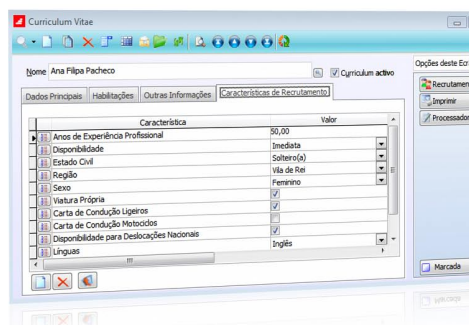 Curriculum Vitae
Nome Ana Filipa Pacheco Curriculum activo
Dados Principais Habilitações Outras Informações Características de Recrutamento
Característica Valor
Anos de Experiência Profissional 50,00
Disponibilidade Imediata
Estado Civil Solteiro(a)
Região Vila de Rei
Sexo Feminino
Viatura Própria
Carta de Condução Ligeiros
Carta de Condução Motociclos
Disponibilidade para Deslocações Nacionais
Línguas Inglês
Opções deste Ecr
Recrutamen
Imprimir
Processador
Marcada